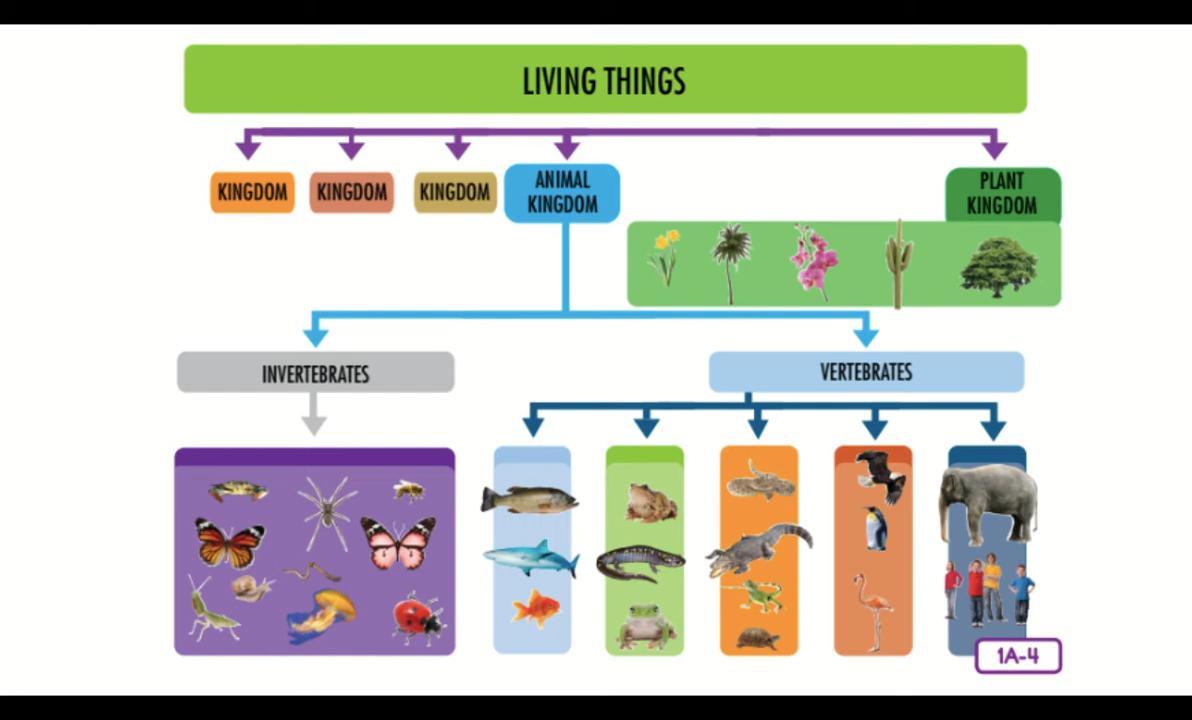 LIVING THINGS
KINGDOM
KINGDOM
KINGDOM
ANIMAL
KINGDOM
PLANT
KINGDOM
INVERTEBRATES
VERTEBRATES
1A-4